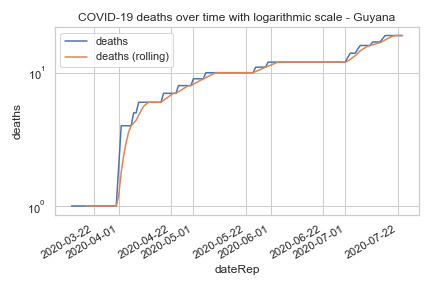 COVID-19 deaths over time with logarithmic scale - Guyana
deaths
deaths (rolling)
10¹
10⁰
deaths
2020-03-22
2020-04-01
2020-04-22
2020-05-01
2020-05-22
2020-06-01
2020-06-22
2020-07-01
2020-07-22
dateRep